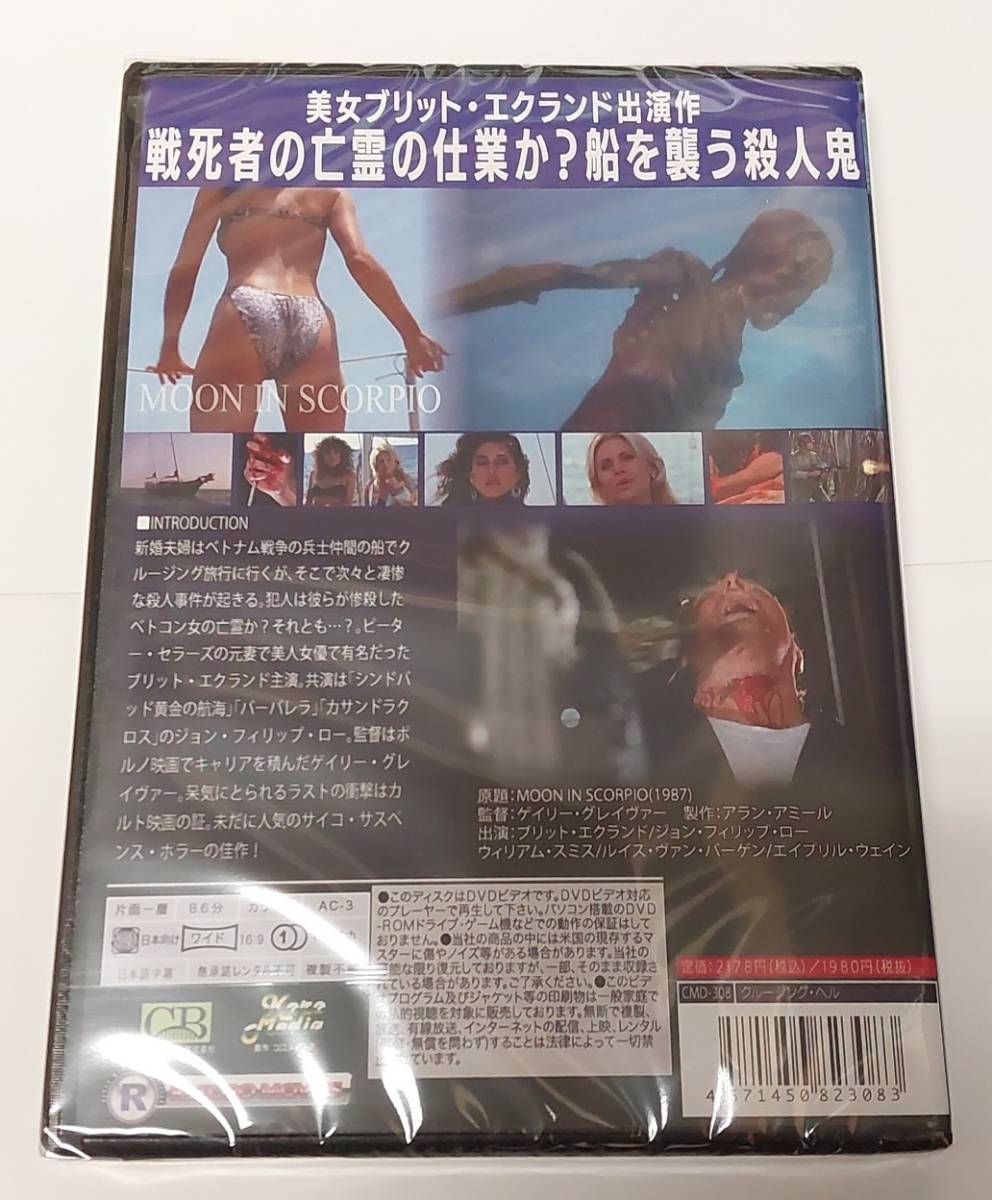 美女ブリット・エクランド出演作
戦死者の亡霊の仕業か?船を襲う殺人鬼
MOON IN SCORPIO
■INTRODUCTION
新婚夫婦はベトナム戦争の兵士仲間の船でク
ルージング旅行に行くが、そこで次々と凄惨
な殺人事件が起きる。犯人は彼らが惨殺した
ベトコン女の亡霊か?それとも…?。ピータ
ー・セラーズの元妻で美人女優で有名だった
ブリット・エクランド主演。共演は「シンドバ
ッド黄金の航海」「バーバレラ」「カサンドラク
ロス」のジョン・フィリップ・ロー。監督はポ
ルノ映画でキャリアを積んだゲイリー・グレ
イヴァー。呆気にとられるラストの衝撃はカ
ルト映画の証。未だに人気のサイコ・サスペ
ンス・ホラーの佳作!
原題:MOON IN SCORPIO(1987)
監督:ゲイリー・グレイヴァー 製作:アラン・アミール
出演:ブリット・エクランド/ジョン・フィリップ・ロー
ウィリアム・スミス/ルイス・ヴァン・バーゲン/エイプリル・ウェイン
片面一層 86分 AC-3
日本向け ワイド 16:9 1
日本語字幕 無承諾レンタル不可 複製不
●このディスクはDVDビデオです。DVDビデオ対応
のプレーヤーで再生して下さい。パソコン搭載のDVD
-ROMドライブ・ゲーム機などでの動作の保証はして
おりません。●当社の商品の中には米国の現存するマ
スターに傷やノイズ等がある場合があります。当社の
可能な限り復元しておりますが、一部、そのまま収録さ
れている場合があります。ご了承ください。●このビデ
オプログラム及びジャケット等の印刷物は一般家庭で
の私的視聴を対象に販売しております。無断で複製、
放送、有線放送、インターネットの配信、上映、レンタル
(有償・無償を問わず)することは法律によって一切禁
止されています。
定価:2178円(税込)/1980円(税抜)
CMD-308 クルージング・ヘル
CB
Media
R
4571450 823083